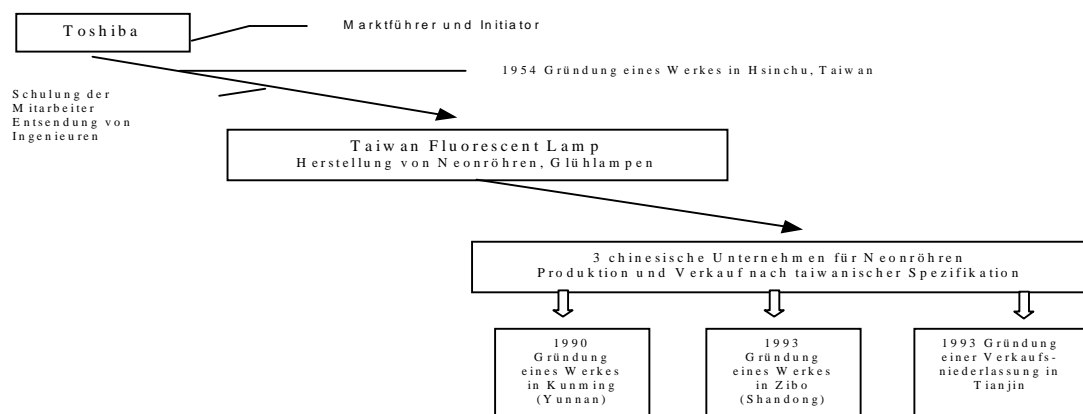 Toshiba
Marktführer und Initiator
1954 Gründung eines Werkes in Hsinchu, Taiwan
Schulung der
Mitarbeiter
Entsendung von
Ingenieuren
Taiwan Fluorescent Lamp
Herstellung von Neonröhren, Glühlampen
3 chinesische Unternehmen für Neonröhren
Produktion und Verkauf nach taiwanischer Spezifikation
1990
Gründung
eines Werkes
in Kunming
(Yunnan)
1993
Gründung
eines Werkes
in Zibo
(Shandong)
1993 Gründung
einer Verkaufs-
niederlassung in
Tianjin